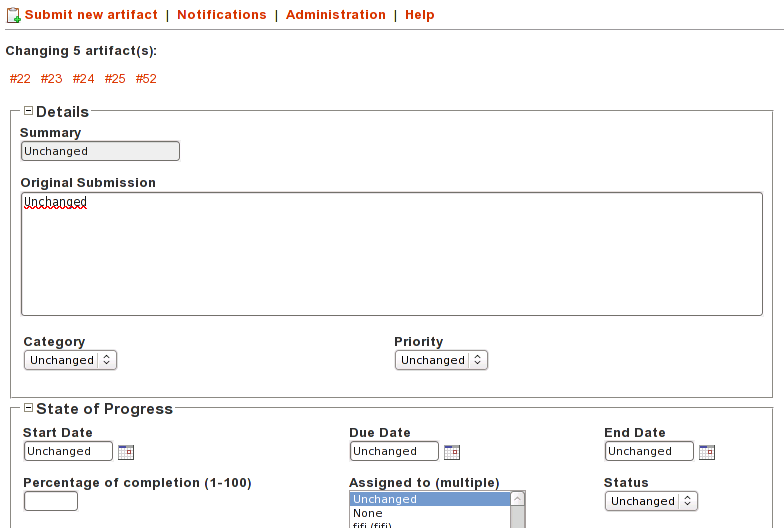 Submit new artifact | Notifications | Administration | Help
Changing 5 artifact(s):
#22 #23 #24 #25 #52
Details
Summary
Unchanged
Original Submission
Unchanged
Category Priority
Unchanged Unchanged
State of Progress
Start Date Due Date End Date
Unchanged Unchanged Unchanged
Percentage of completion (1-100) Assigned to (multiple) Status
Unchanged Unchanged
None
fifi (fifi)